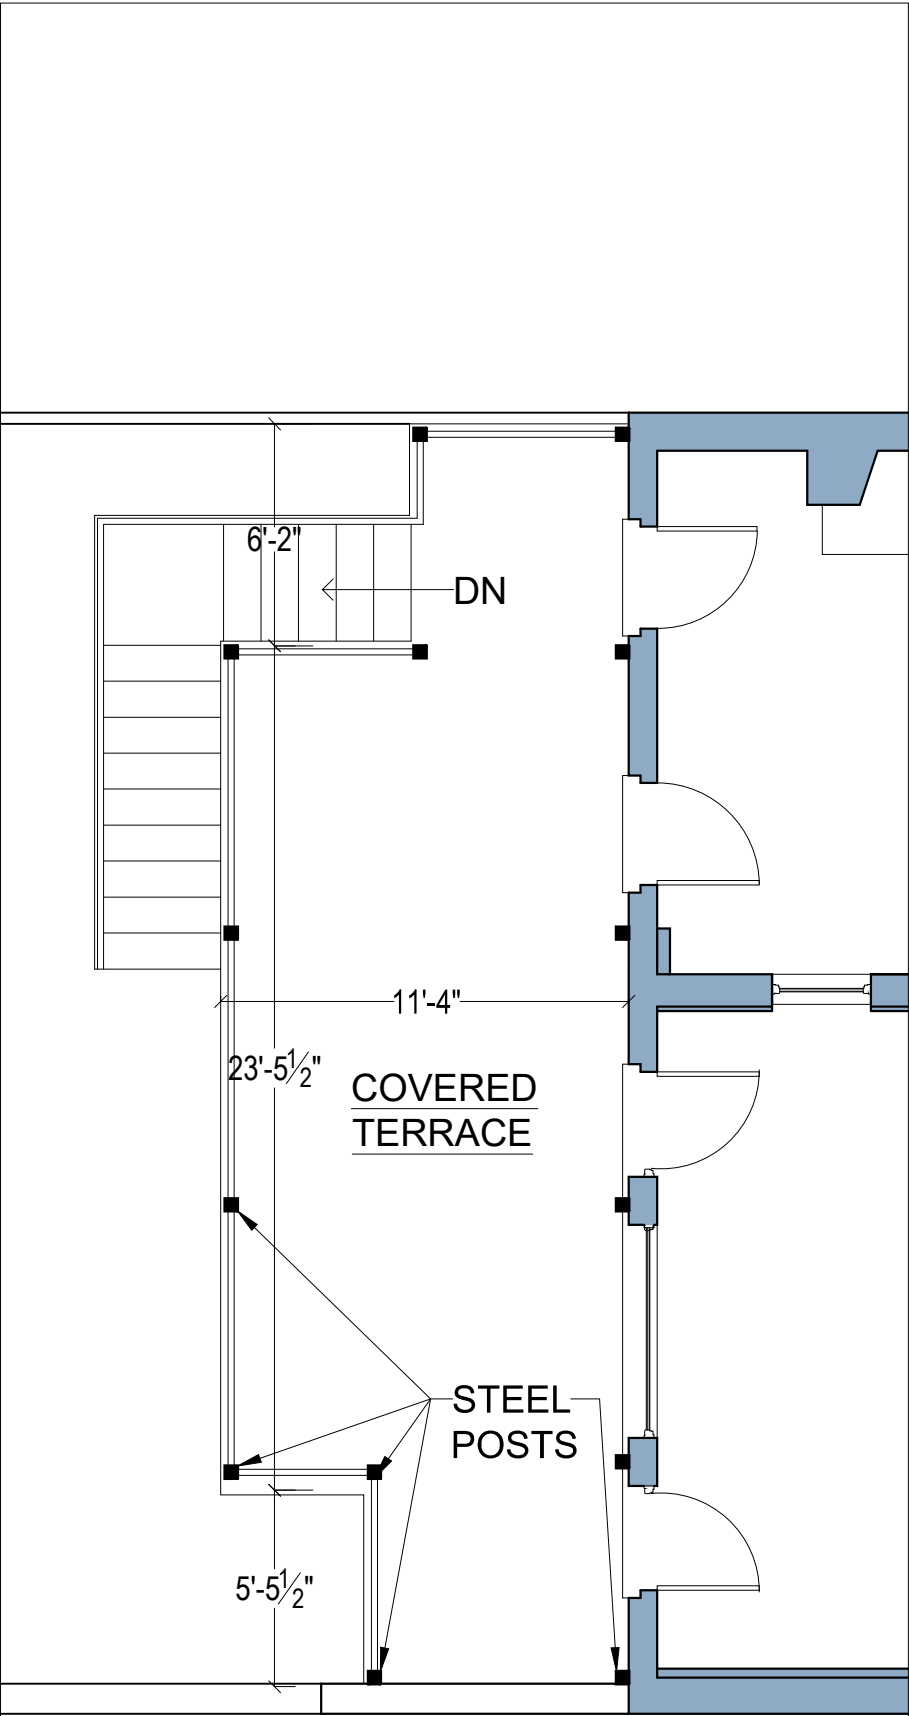 6'-2"
DN
11'-4"
23'-5½"
COVERED
TERRACE
STEEL
POSTS
5'-5½"